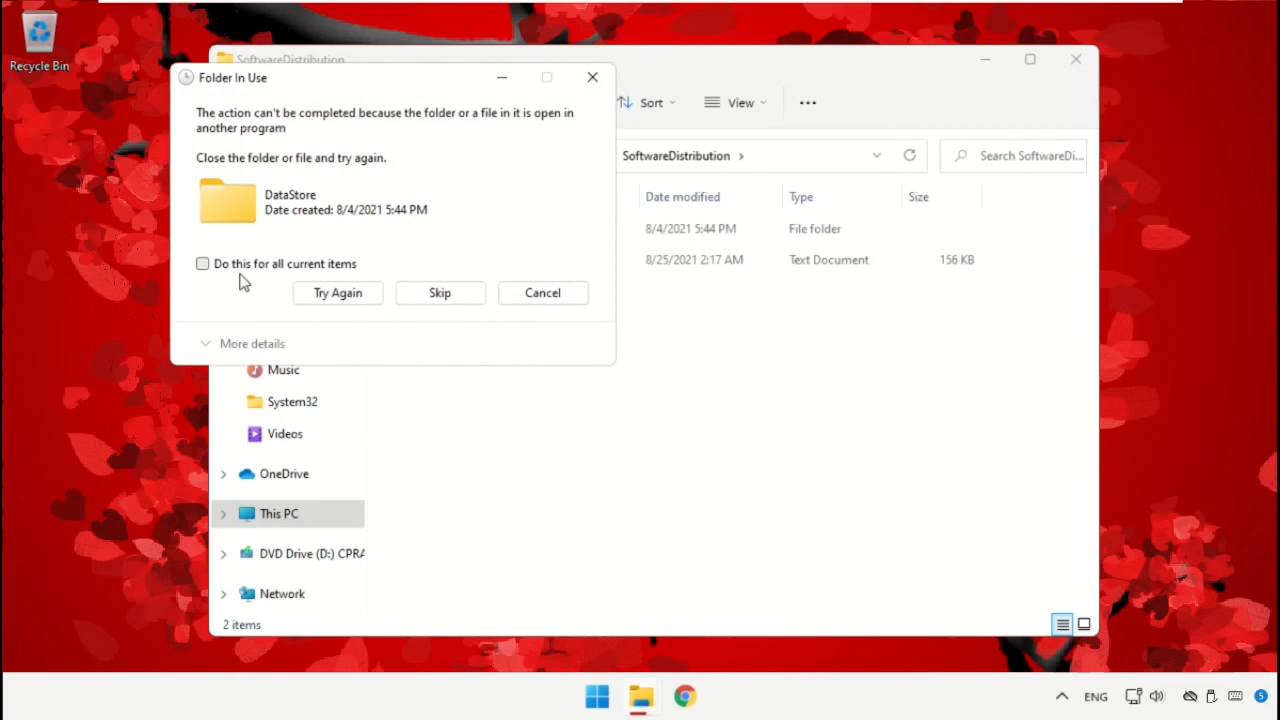 Recycle Bin
SoftwareDistribution
Folder In Use
The action can't be completed because the folder or a file in it is open in
another program
Close the folder or file and try again.
DataStore
Date created: 8/4/2021 5:44 PM
Do this for all current items
Try Again
Skip
Cancel
More details
Sort
View
SoftwareDistribution
Search SoftwareDi...
Date modified
Type
Size
8/4/2021 5:44 PM
File folder
8/25/2021 2:17 AM
Text Document
156 KB
Music
System32
Videos
OneDrive
This PC
DVD Drive (D:) CPRA
Network
2 items
ENG
5